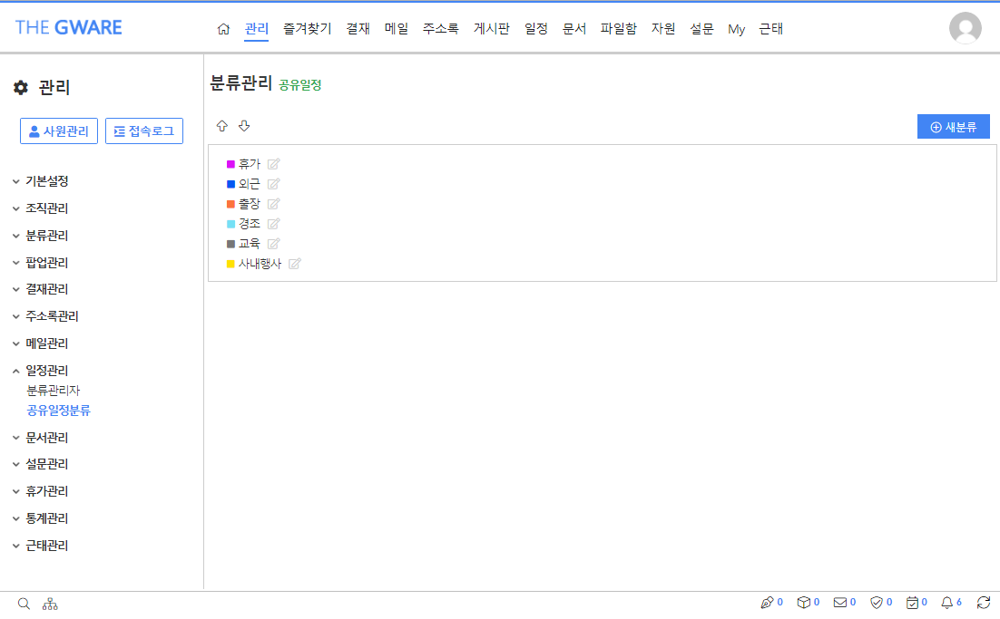 THE GWARE
관리 즐겨찾기 결재 메일 주소록 게시판 일정 문서 파일함 자원 설문 My 근태
관리
사원관리 접속로그
기본설정
조직관리
분류관리
팝업관리
결재관리
주소록관리
메일관리
일정관리
분류관리자
공유일정분류
문서관리
설문관리
휴가관리
통계관리
근태관리
분류관리 공유일정
새분류
휴가
외근
출장
경조
교육
사내행사
0 0 0 0 0 6